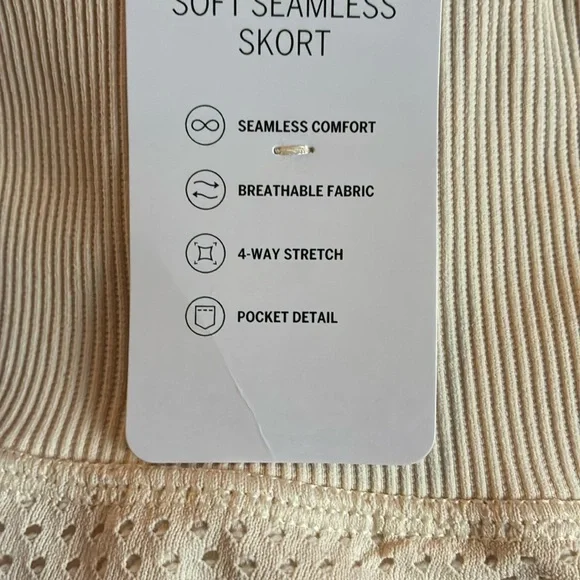 SOFT SEAMLESS
SKORT
SEAMLESS COMFORT
BREATHABLE FABRIC
4-WAY STRETCH
POCKET DETAIL